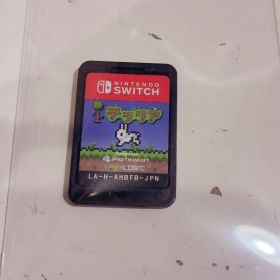 NINTENDO
SWITCH
テラリア
SPIKE CHUNSOFT
RE-LOGIC
LA-H-AHBFB-JPN